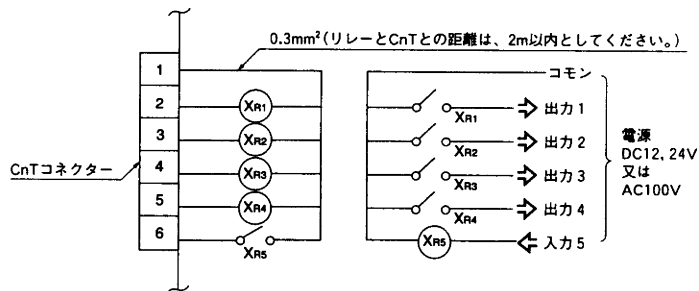 0.3mm²(リレーとCnTとの距離は、2m以内としてください。)
1
コモン
2
XR1
XR1
出力1
3
XR2
XR2
出力2
電源
DC12, 24V
又は
AC100V
CnTコネクター
4
XR3
XR3
出力3
5
XR4
XR4
出力4
6
XR5
XR5
入力5